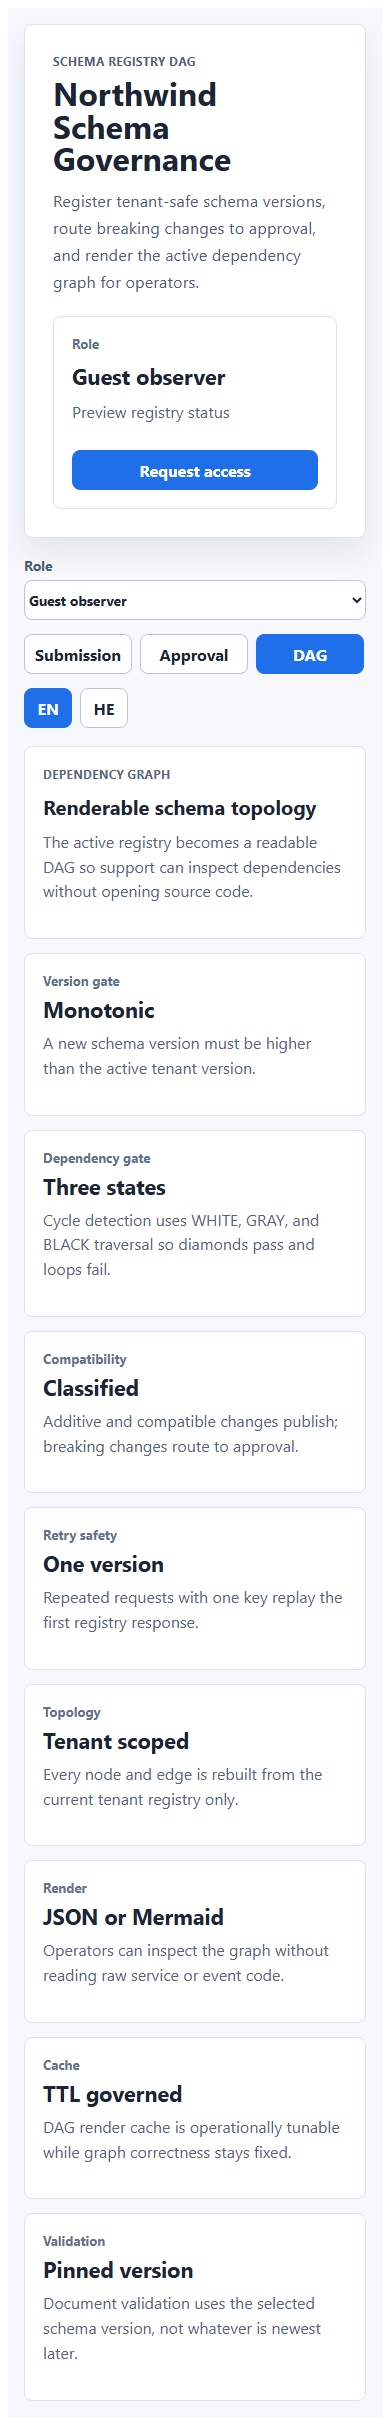 SCHEMA REGISTRY DAG
Northwind
Schema
Governance
Register tenant-safe schema versions,
route breaking changes to approval,
and render the active dependency
graph for operators.
Role
Guest observer
Preview registry status
Request access
Role
Guest observer
Submission
Approval
DAG
EN
HE
DEPENDENCY GRAPH
Renderable schema topology
The active registry becomes a readable
DAG so support can inspect dependencies
without opening source code.
Version gate
Monotonic
A new schema version must be higher
than the active tenant version.
Dependency gate
Three states
Cycle detection uses WHITE, GRAY, and
BLACK traversal so diamonds pass and
loops fail.
Compatibility
Classified
Additive and compatible changes publish;
breaking changes route to approval.
Retry safety
One version
Repeated requests with one key replay the
first registry response.
Topology
Tenant scoped
Every node and edge is rebuilt from the
current tenant registry only.
Render
JSON or Mermaid
Operators can inspect the graph without
reading raw service or event code.
Cache
TTL governed
DAG render cache is operationally tunable
while graph correctness stays fixed.
Validation
Pinned version
Document validation uses the selected
schema version, not whatever is newest
later.